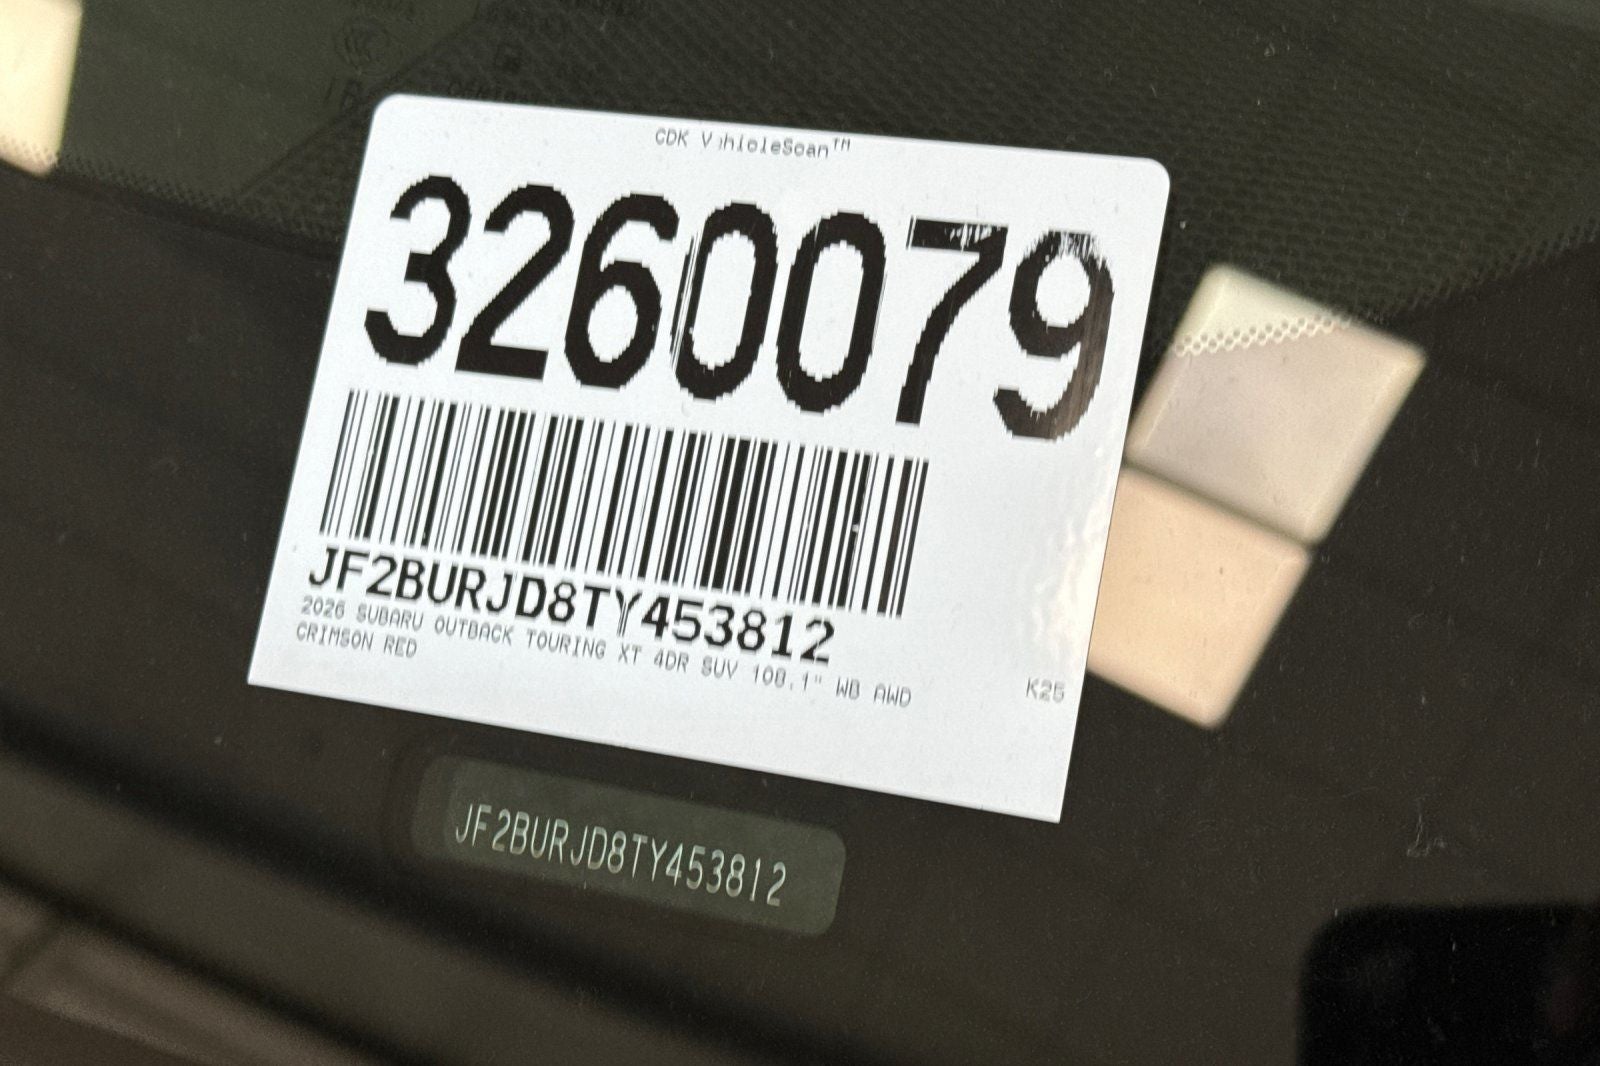 CDK VehicleScan™
3260079
JF2BURJD8TY453812
2026 SUBARU OUTBACK TOURING XT 4DR SUV 108.1" WB AWD
CRIMSON RED
K25
JF2BURJD8TY453812